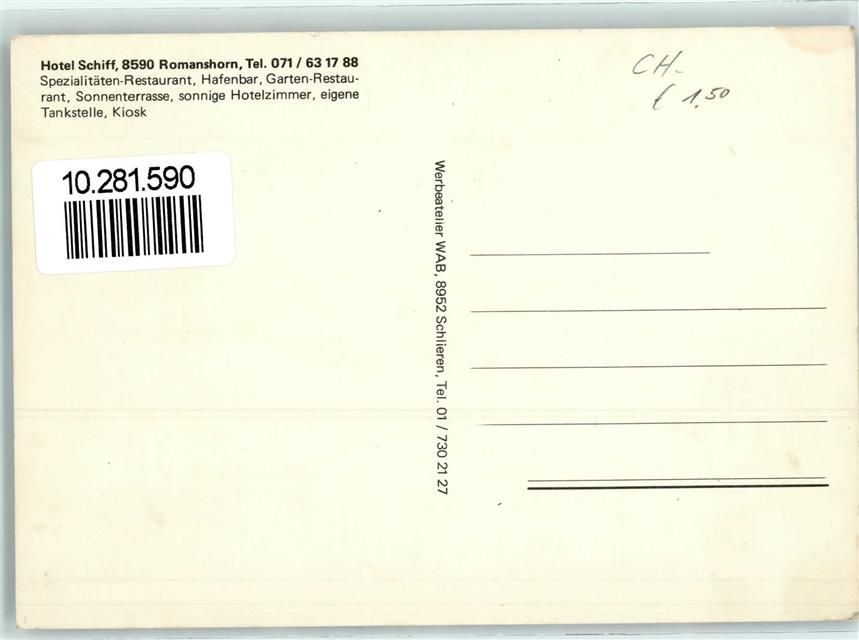 Hotel Schiff, 8590 Romanshorn, Tel. 071 / 63 17 88
Spezialitäten-Restaurant, Hafenbar, Garten-Restau-
rant, Sonnenterrasse, sonnige Hotelzimmer, eigene
Tankstelle, Kiosk
CH-
€ 1,50
10.281.590
Werbeatelier WAB, 8952 Schlieren, Tel. 01 / 730 21 27